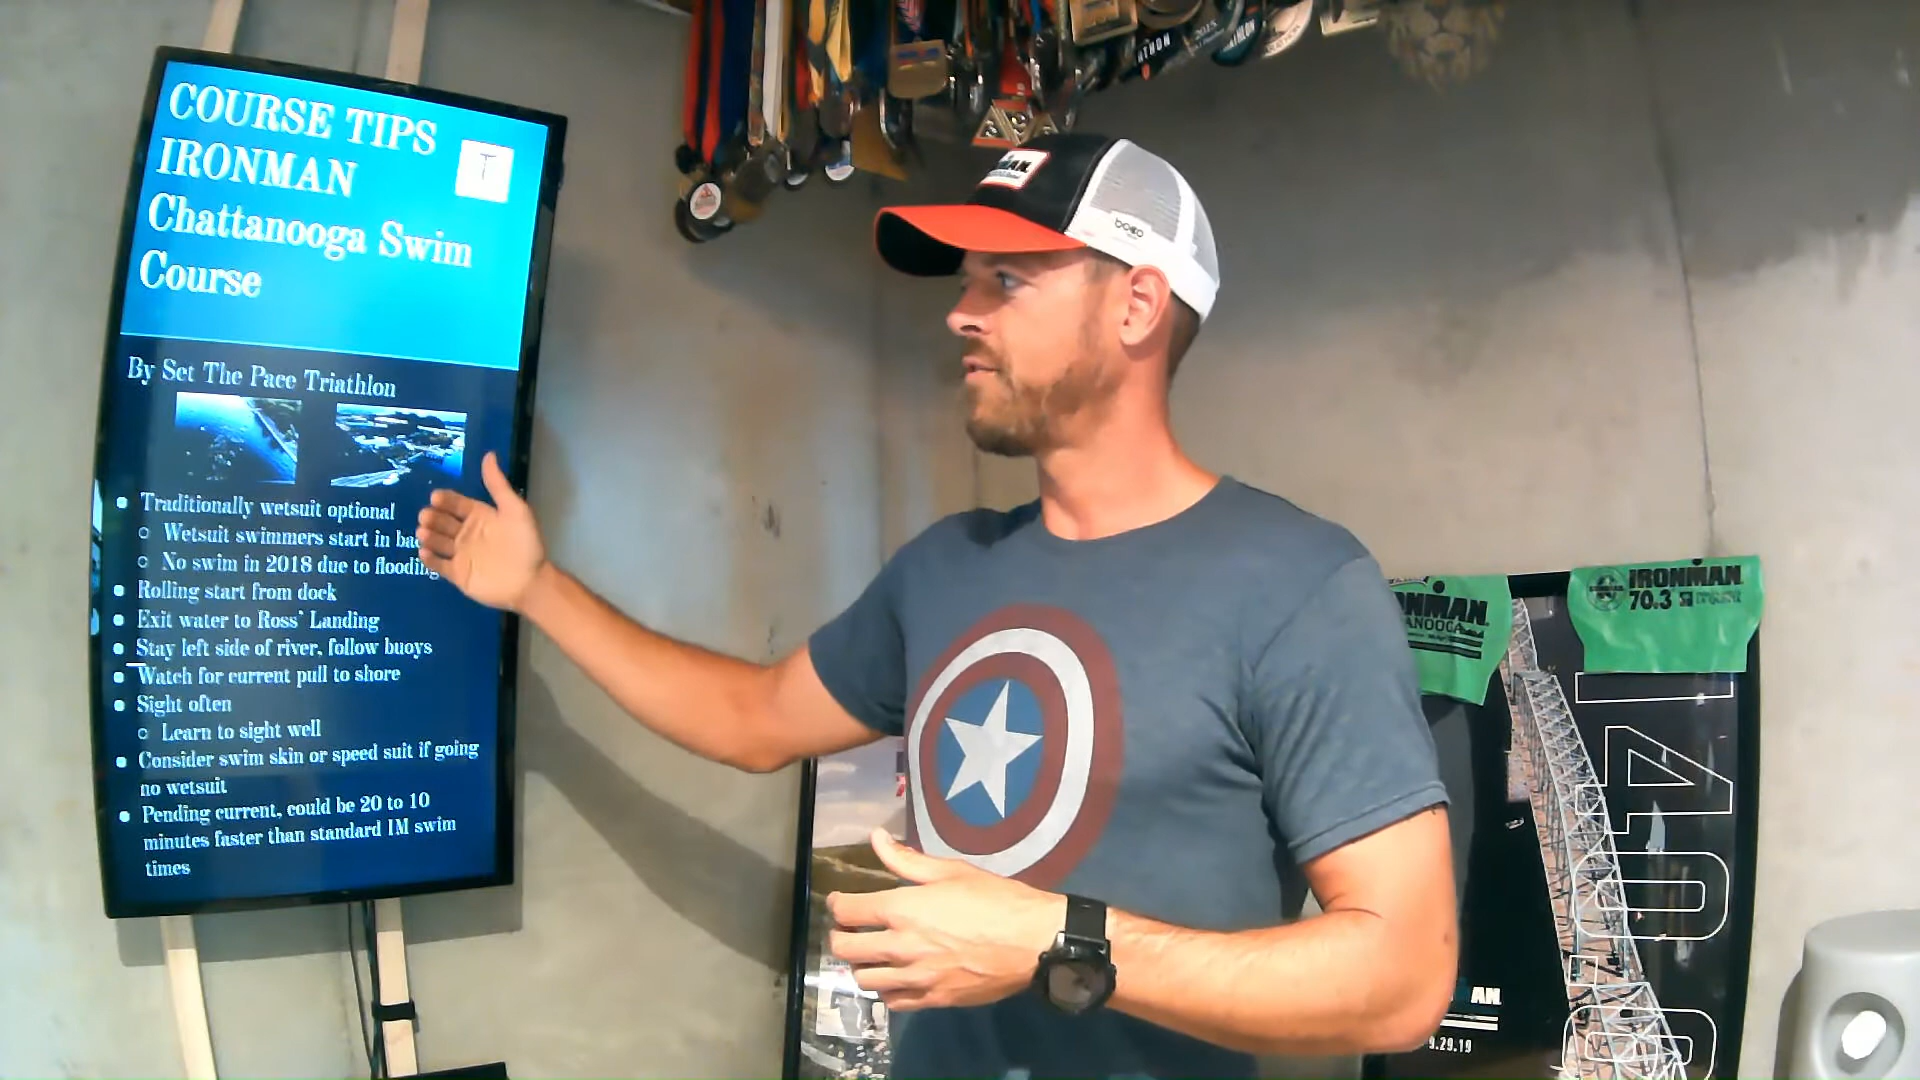 COURSE TIPS
IRONMAN
Chattanooga Swim
Course
T
By Set The Pace Triathlon
Traditionally wetsuit optional
Wetsuit swimmers start in
No swim in 2018 due to flooding
Rolling start from dock
Exit water to Ross' Landing
Stay left side of river, follow buoys
Watch for current pull to shore
Sight often
Learn to sight well
Consider swim skin or speed suit if going
no wetsuit
Pending current, could be 20 to 10
minutes faster than standard IM swim
times
2015
boco
IRONMAN
70.3
140.6
9.29.19